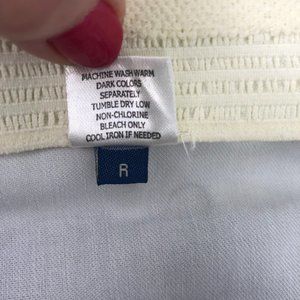 MACHINE WASH WARM
DARK COLORS
SEPARATELY
TUMBLE DRY LOW
NON-CHLORINE
BLEACH ONLY
COOL IRON IF NEEDED
R